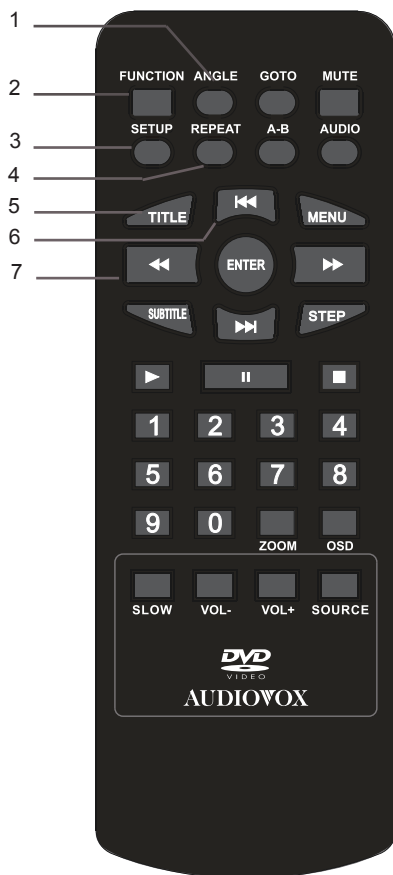 1
FUNCTION ANGLE GOTO MUTE
2
SETUP REPEAT A-B AUDIO
3
4
5
TITLE MENU
6
ENTER
7
SUBTITLE STEP
1 2 3 4
5 6 7 8
9 0
ZOOM OSD
SLOW VOL- VOL+ SOURCE
DVD
VIDEO
AUDIOVOX